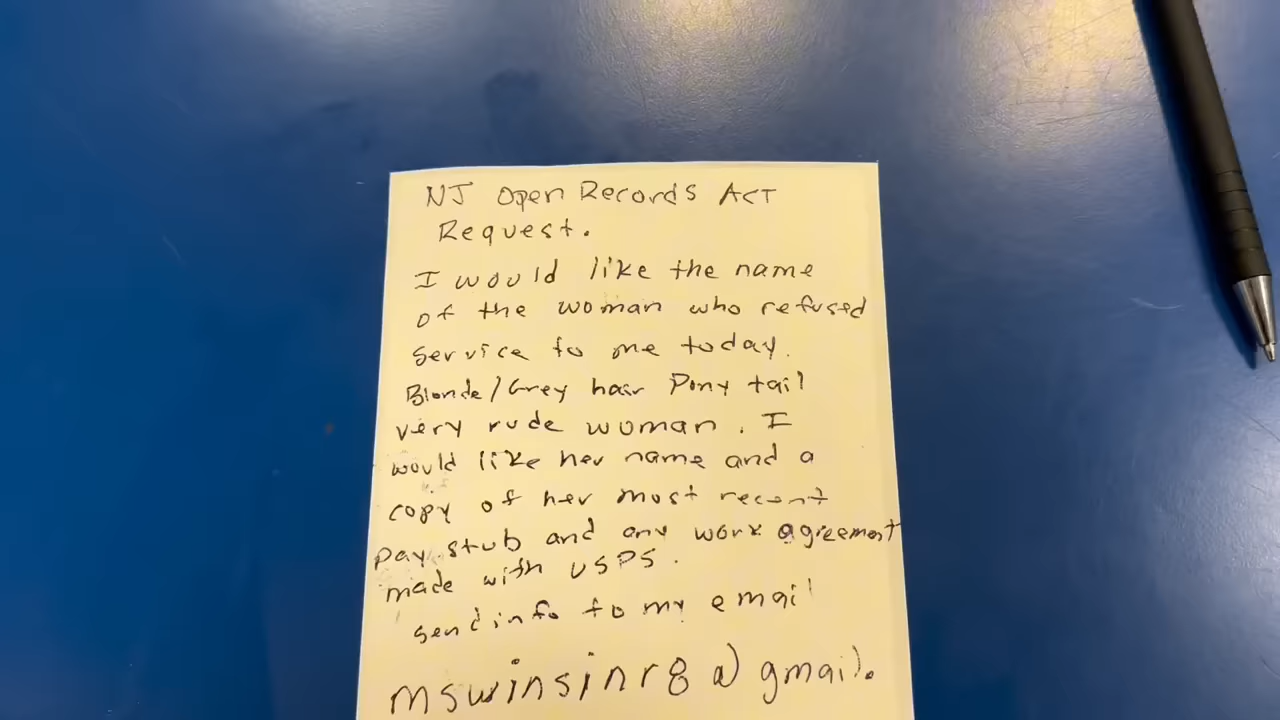 NJ Open Records Act
Request.
I would like the name
of the woman who refused
service to me today.
Blonde/Grey hair Pony tail
very rude woman. I
would like her name and a
copy of her most recent
pay stub and any work agreement
made with USPS.
send info to my email
mswinsinr8@gmail.